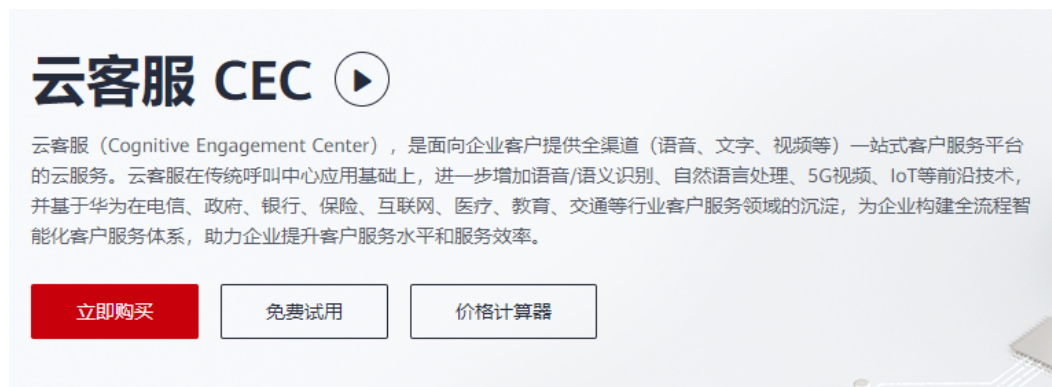 云客服 CEC
云客服（Cognitive Engagement Center），是面向企业客户提供全渠道（语音、文字、视频等）一站式客户服务平台
的云服务。云客服在传统呼叫中心应用基础上，进一步增加语音/语义识别、自然语言处理、5G视频、IoT等前沿技术，
并基于华为在电信、政府、银行、保险、互联网、医疗、教育、交通等行业客户服务领域的沉淀，为企业构建全流程智
能化客户服务体系，助力企业提升客户服务水平和服务效率。
立即购买 免费试用 价格计算器